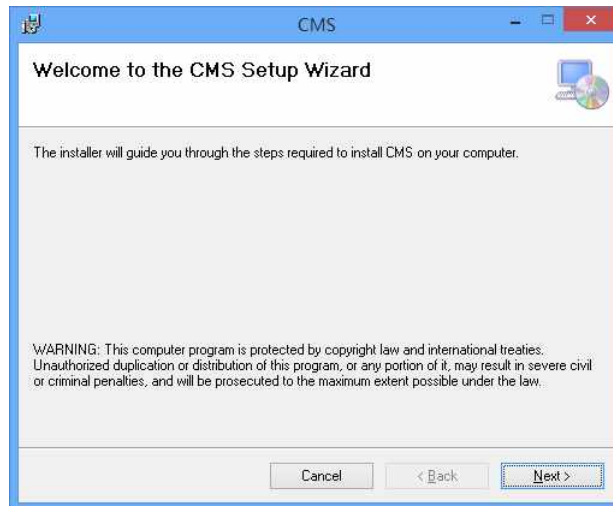 CMS
Welcome to the CMS Setup Wizard
The installer will guide you through the steps required to install CMS on your computer.
WARNING: This computer program is protected by copyright law and international treaties.
Unauthorized duplication or distribution of this program, or any portion of it, may result in severe civil
or criminal penalties, and will be prosecuted to the maximum extent possible under the law.
Cancel < Back Next >